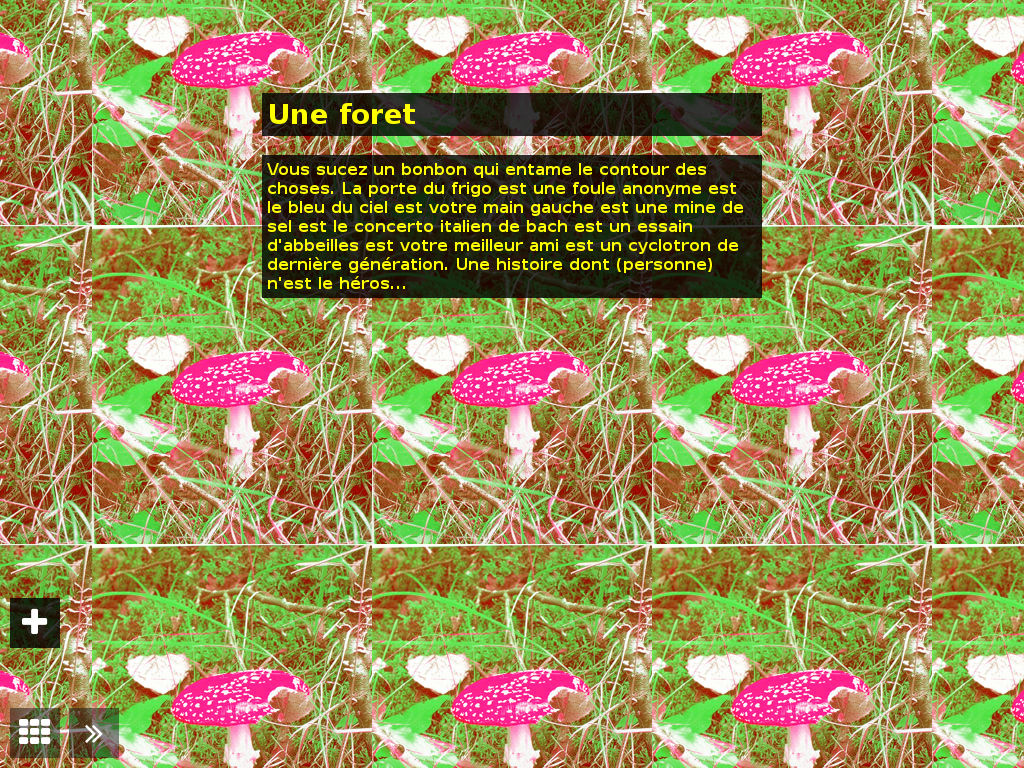 Une foret
Vous sucez un bonbon qui entame le contour des
choses. La porte du frigo est une foule anonyme est
le bleu du ciel est votre main gauche est une mine de
sel est le concerto italien de bach est un essain
d'abbeilles est votre meilleur ami est un cyclotron de
dernière génération. Une histoire dont (personne)
n'est le héros...